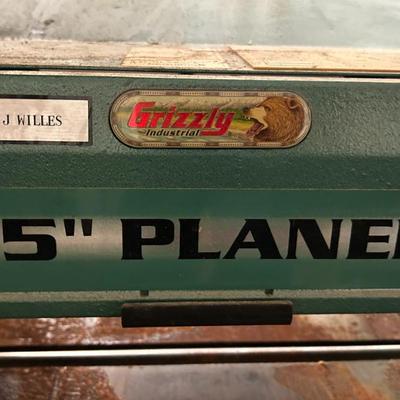 J WILLES
Grizzly
Industrial
5" PLANE